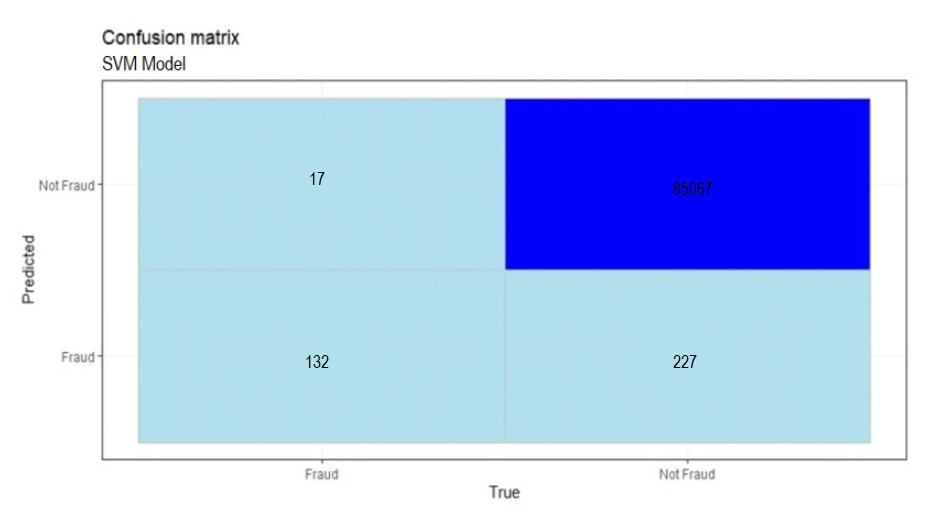 Confusion matrix
SVM Model
Not Fraud
17
85067
Predicted
Fraud
132
227
Fraud
Not Fraud
True